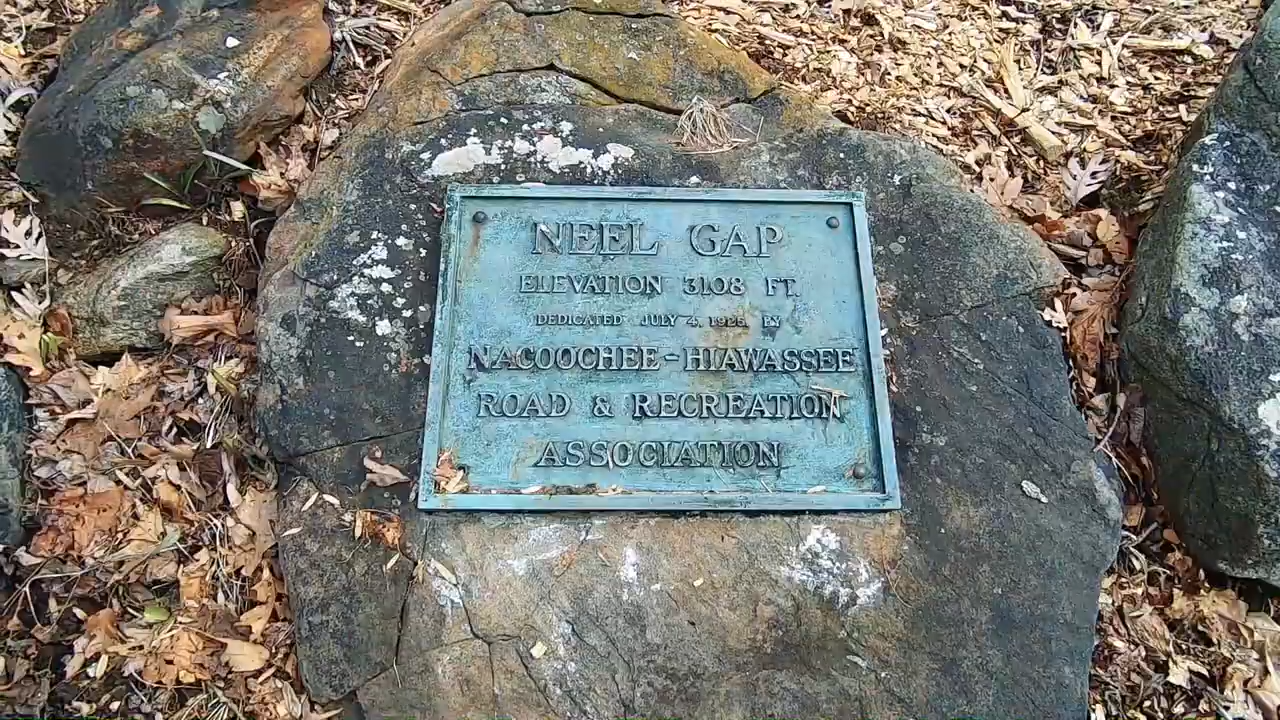 NEEL GAP
ELEVATION 3108 FT.
DEDICATED JULY 4, 1925, BY
NACOOCHEE-HIAWASSEE
ROAD & RECREATION
ASSOCIATION